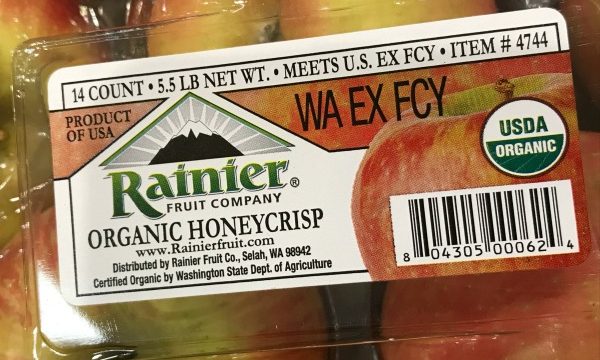 14 COUNT • 5.5 LB NET WT. • MEETS U.S. EX FCY • ITEM # 4744
PRODUCT
OF USA
WA EX FCY
USDA
ORGANIC
Rainier®
FRUIT COMPANY
ORGANIC HONEYCRISP
www.Rainierfruit.com
Distributed by Rainier Fruit Co., Selah, WA 98942
Certified Organic by Washington State Dept. of Agriculture
8 04305 00062 4